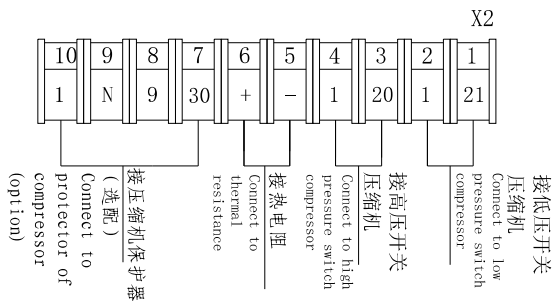 X2
10 9 8 7 6 5 4 3 2 1
1 N 9 30 + - 1 20 1 21
接低压开关
压缩机
Connect to low
pressure switch
compressor
接高压开关
压缩机
Connect to high
pressure switch
compressor
接热电阻
Connect to
thermal
resistance
接压缩机保护器
(选配)
Connect to
protector of
compressor
(option)